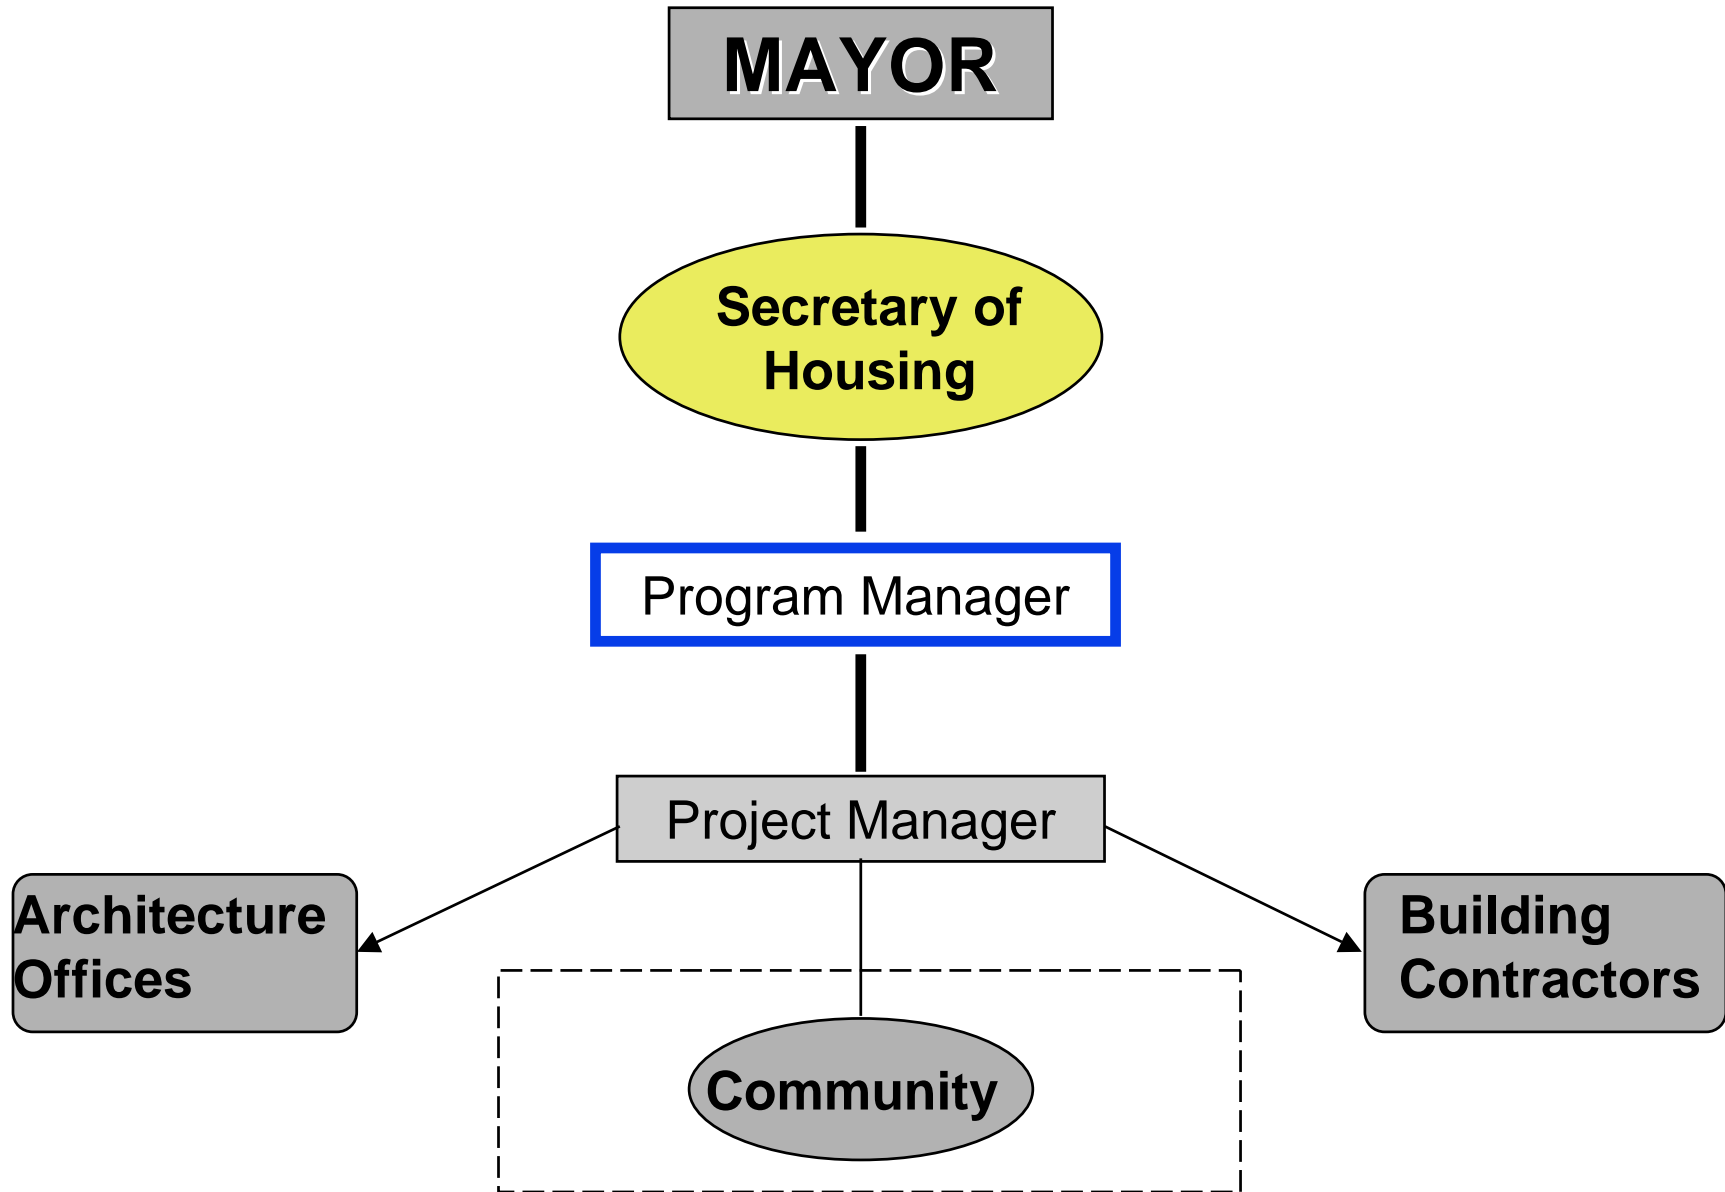 MAYOR
Secretary of
Housing
Program Manager
Project Manager
Architecture
Offices
Building
Contractors
Community